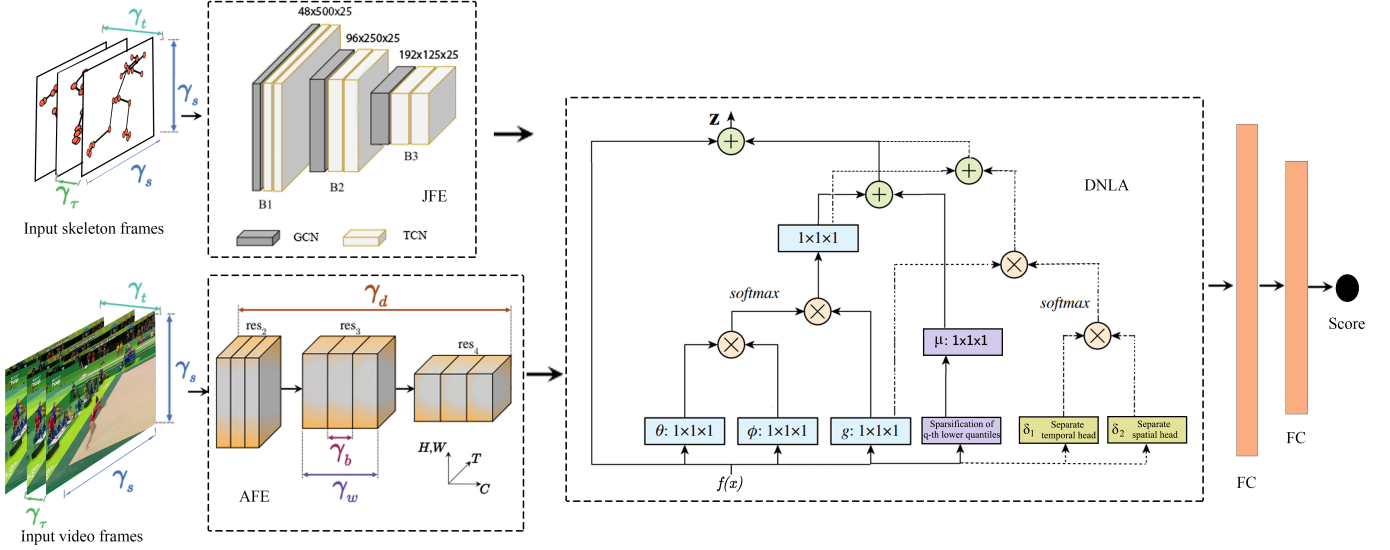 γt
γs
γs
γτ
Input skeleton frames
48x500x25
96x250x25
192x125x25
B1
B2
B3
JFE
GCN
TCN
γt
γs
γs
γτ
Input video frames
γd
res2
res3
res4
γb
γw
AFE
H,W
T
C
z
+
+
+
DNLA
1×1×1
×
softmax
×
softmax
×
×
μ: 1x1x1
θ: 1×1×1
ϕ: 1×1×1
g: 1×1×1
Sparsification of
q-th lower quantiles
δ1 Separate
temporal head
δ2 Separate
spatial head
f(x)
FC
FC
Score